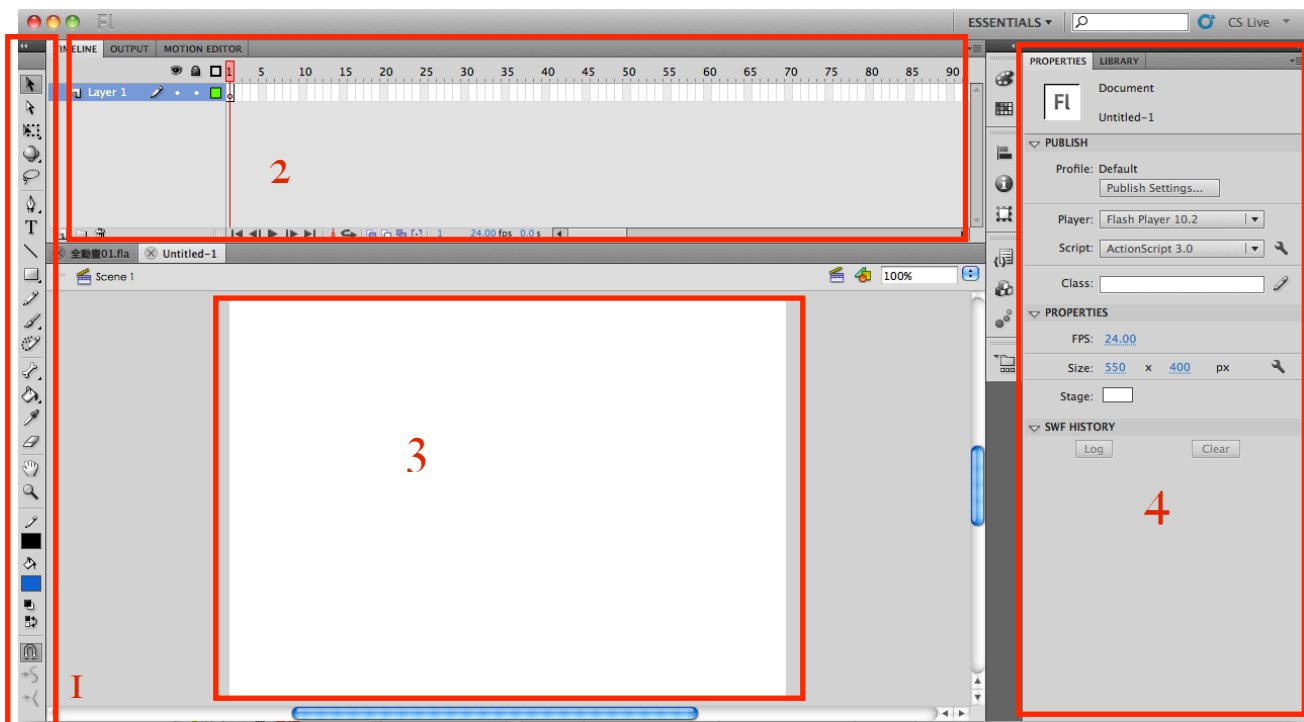 Fl
ESSENTIALS
CS Live
TIMELINE OUTPUT MOTION EDITOR
1 5 10 15 20 25 30 35 40 45 50 55 60 65 70 75 80 85 90
Layer 1
2
1 24.00 fps 0.0 s
全動畫01.fla Untitled-1
Scene 1
100%
3
T
1
PROPERTIES LIBRARY
Fl
Document
Untitled-1
PUBLISH
Profile: Default
Publish Settings...
Player: Flash Player 10.2
Script: ActionScript 3.0
Class:
PROPERTIES
FPS: 24.00
Size: 550 x 400 px
Stage:
SWF HISTORY
Log Clear
4